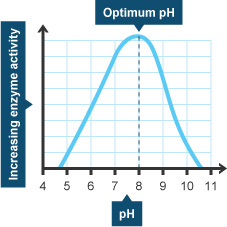 Optimum pH
Increasing enzyme activity
4 5 6 7 8 9 10 11
pH